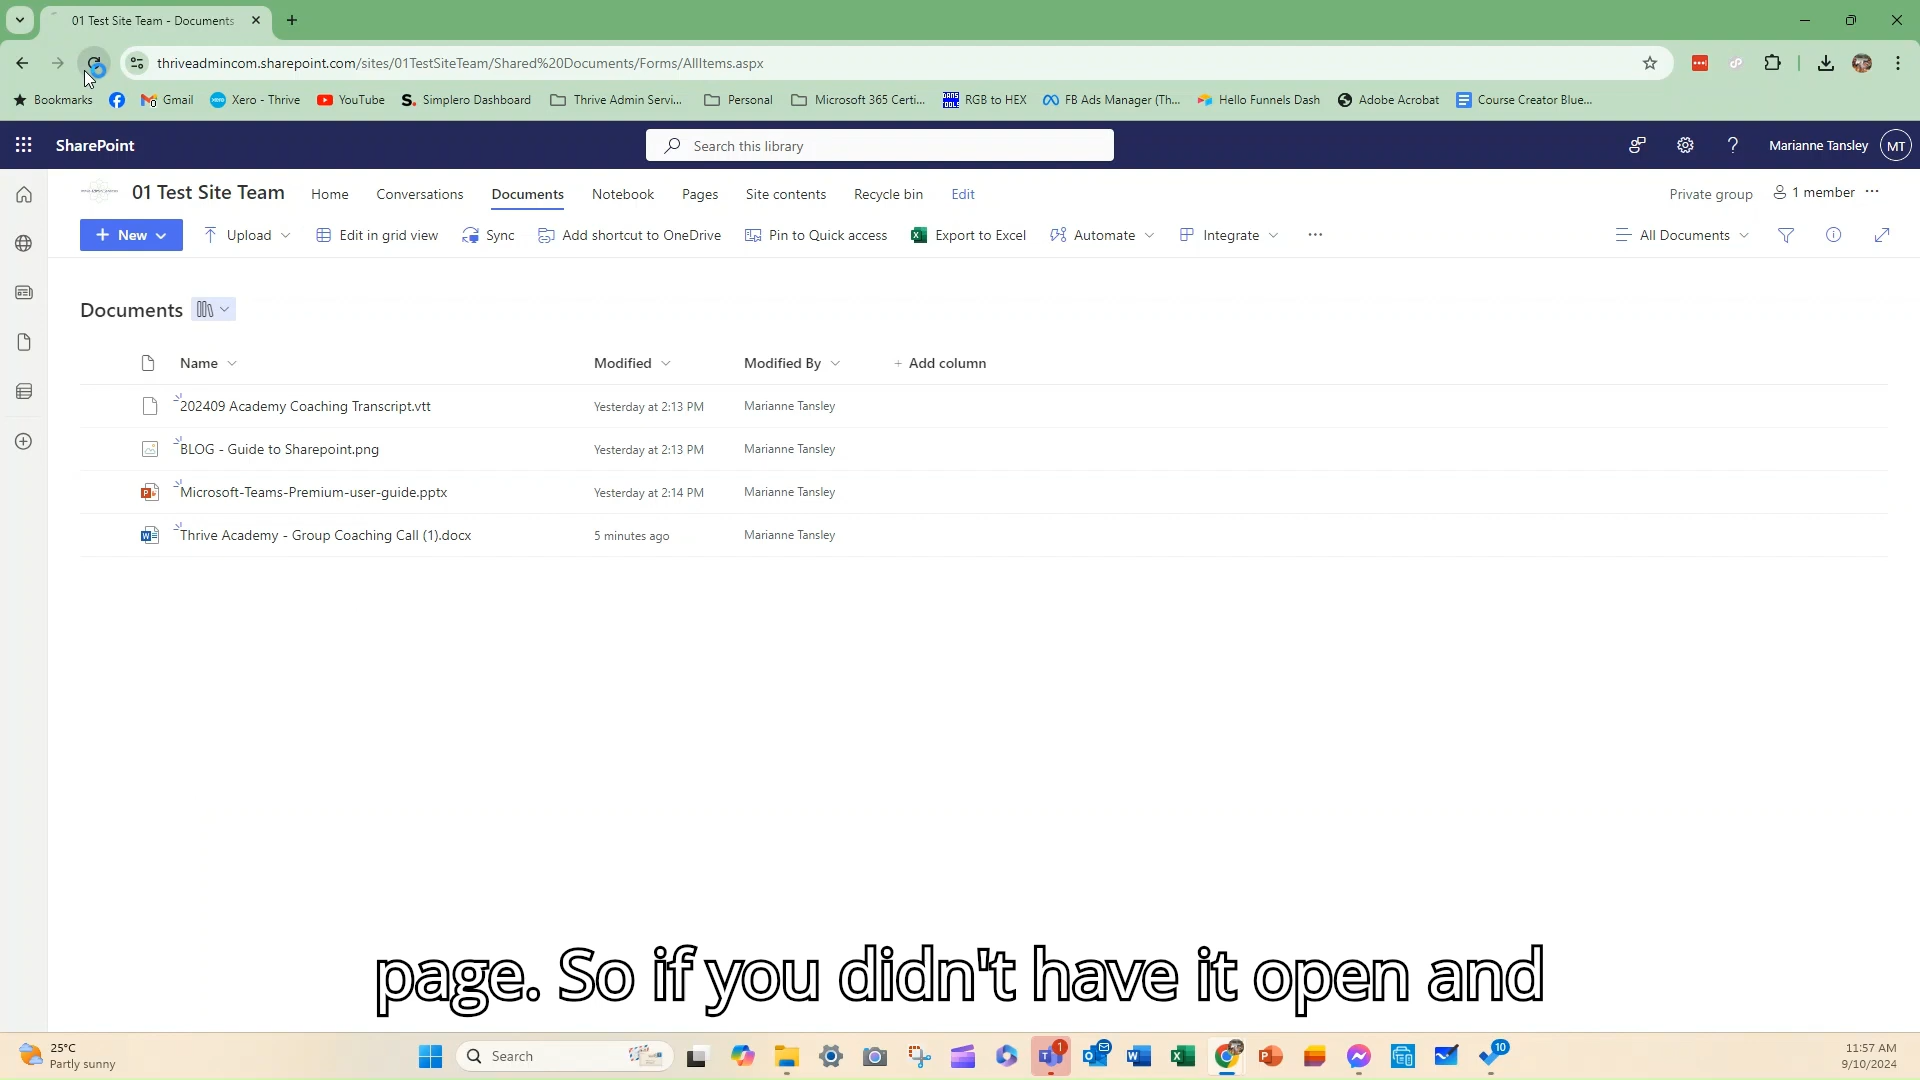 01 Test Site Team - Documents
thriveadmincom.sharepoint.com/sites/01TestSiteTeam/Shared%20Documents/Forms/AllItems.aspx
Bookmarks Gmail Xero - Thrive YouTube Simplero Dashboard Thrive Admin Servi... Personal Microsoft 365 Certi... RGB to HEX FB Ads Manager (Th... Hello Funnels Dash Adobe Acrobat Course Creator Blue...
SharePoint Search this library Marianne Tansley MT
01 Test Site Team Home Conversations Documents Notebook Pages Site contents Recycle bin Edit Private group 1 member
New Upload Edit in grid view Sync Add shortcut to OneDrive Pin to Quick access Export to Excel Automate Integrate ... All Documents
Documents
Name Modified Modified By + Add column
202409 Academy Coaching Transcript.vtt Yesterday at 2:13 PM Marianne Tansley
BLOG - Guide to Sharepoint.png Yesterday at 2:13 PM Marianne Tansley
Microsoft-Teams-Premium-user-guide.pptx Yesterday at 2:14 PM Marianne Tansley
Thrive Academy - Group Coaching Call (1).docx 5 minutes ago Marianne Tansley
page. So if you didn't have it open and
25°C
Partly sunny
Search
1
10
11:57 AM
9/10/2024